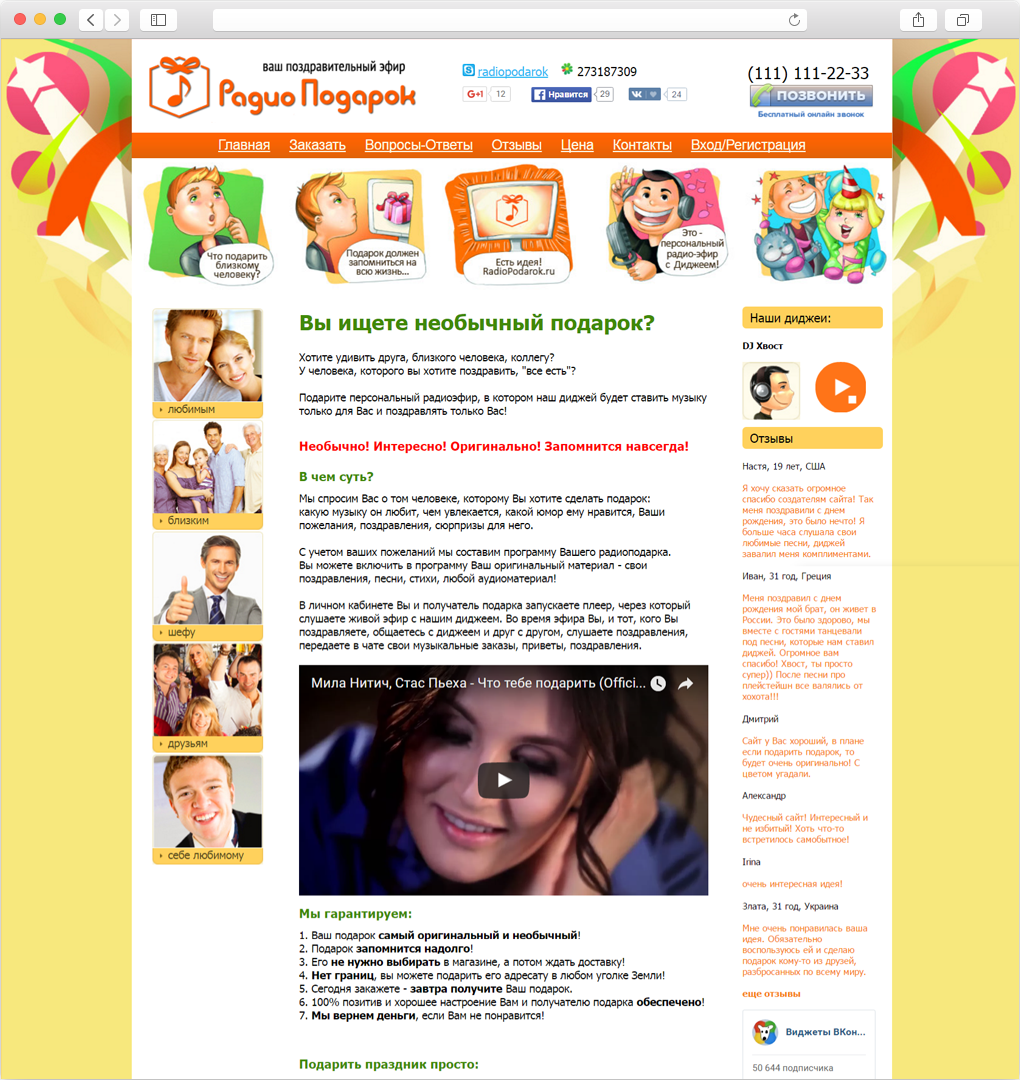 ваш поздравительный эфир
Радио Подарок
radiopodarok
273187309
G+1 12
Нравится 29
24
(111) 111-22-33
ПОЗВОНИТЬ
Бесплатный онлайн звонок
Главная Заказать Вопросы-Ответы Отзывы Цена Контакты Вход/Регистрация
Что подарить
близкому
человеку?
Подарок должен
запомниться на
всю жизнь...
Есть идея!
RadioPodarok.ru
Это -
персональный
радио-эфир
с Диджеем!
любимым
близким
шефу
друзьям
себе любимому
Вы ищете необычный подарок?
Хотите удивить друга, близкого человека, коллегу?
У человека, которого вы хотите поздравить, "все есть"?
Подарите персональный радиоэфир, в котором наш диджей будет ставить музыку
только для Вас и поздравлять только Вас!
Необычно! Интересно! Оригинально! Запомнится навсегда!
В чем суть?
Мы спросим Вас о том человеке, которому Вы хотите сделать подарок:
какую музыку он любит, чем увлекается, какой юмор ему нравится, Ваши
пожелания, поздравления, сюрпризы для него.
С учетом ваших пожеланий мы составим программу Вашего радиоподарка.
Вы можете включить в программу Ваш оригинальный материал - свои
поздравления, песни, стихи, любой аудиоматериал!
В личном кабинете Вы и получатель подарка запускаете плеер, через который
слушаете живой эфир с нашим диджеем. Во время эфира Вы, и тот, кого Вы
поздравляете, общаетесь с диджеем и друг с другом, слушаете поздравления,
передаете в чате свои музыкальные заказы, приветы, поздравления.
Мила Нитич, Стас Пьеха - Что тебе подарить (Offici...
Мы гарантируем:
1. Ваш подарок самый оригинальный и необычный!
2. Подарок запомнится надолго!
3. Его не нужно выбирать в магазине, а потом ждать доставку!
4. Нет границ, вы можете подарить его адресату в любом уголке Земли!
5. Сегодня закажете - завтра получите Ваш подарок.
6. 100% позитив и хорошее настроение Вам и получателю подарка обеспечено!
7. Мы вернем деньги, если Вам не понравится!
Подарить праздник просто:
Наши диджеи:
DJ Хвост
Отзывы
Настя, 19 лет, США
Я хочу сказать огромное
спасибо создателям сайта! Так
меня поздравили с днем
рождения, это было нечто! Я
больше часа слушала свои
любимые песни, диджей
завалил меня комплиментами.
Иван, 31 год, Греция
Меня поздравил с днем
рождения мой брат, он живет в
России. Это было здорово, мы
вместе с гостями танцевали
под песни, которые нам ставил
диджей. Огромное вам
спасибо! Хвост, ты просто
супер)) После песни про
плейстейшн все валялись от
хохота!!!
Дмитрий
Сайт у Вас хороший, в плане
если подарить подарок, то
будет очень оригинально! С
цветом угадали.
Александр
Чудесный сайт! Интересный и
не избитый! Хоть что-то
встретилось самобытное!
Irina
очень интересная идея!
Злата, 31 год, Украина
Мне очень понравилась ваша
идея. Обязательно
воспользуюсь ей и сделаю
подарок кому-то из друзей,
разбросанных по всему миру.
еще отзывы
Виджеты ВКон...
50 644 подписчика